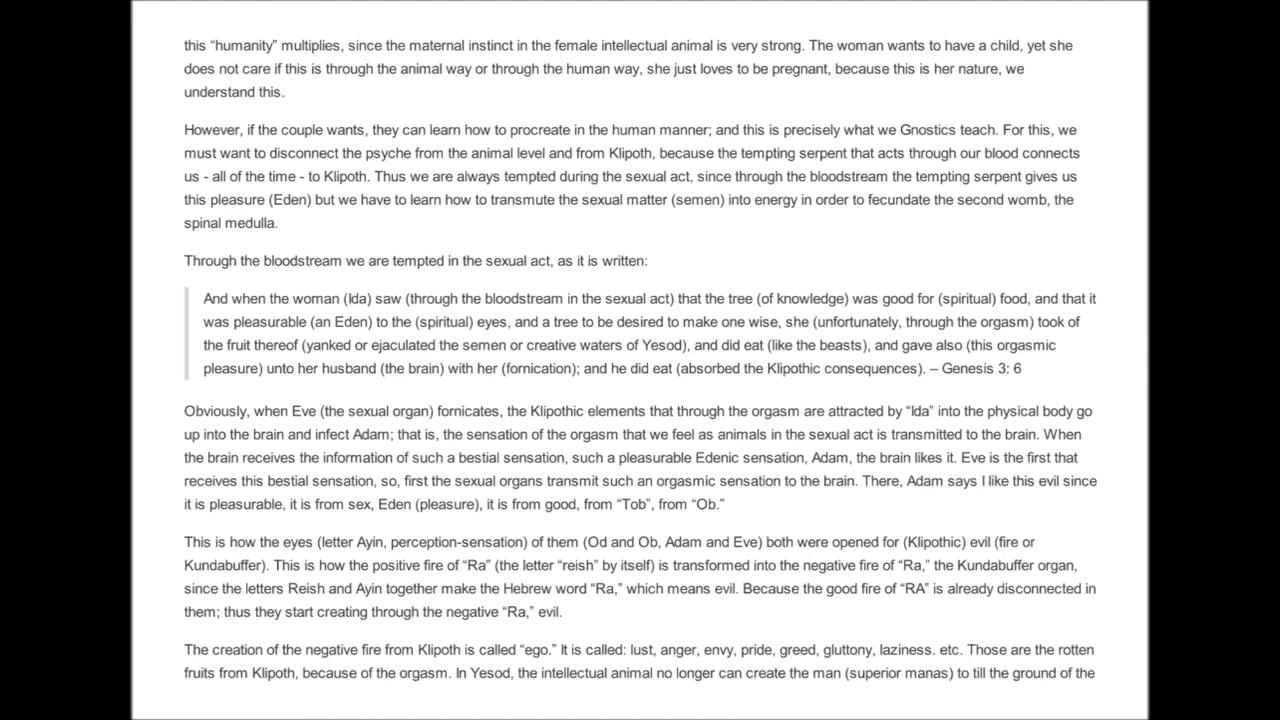 this “humanity” multiplies, since the maternal instinct in the female intellectual animal is very strong. The woman wants to have a child, yet she
does not care if this is through the animal way or through the human way, she just loves to be pregnant, because this is her nature, we
understand this.
However, if the couple wants, they can learn how to procreate in the human manner; and this is precisely what we Gnostics teach. For this, we
must want to disconnect the psyche from the animal level and from Klipoth, because the tempting serpent that acts through our blood connects
us - all of the time - to Klipoth. Thus we are always tempted during the sexual act, since through the bloodstream the tempting serpent gives us
this pleasure (Eden) but we have to learn how to transmute the sexual matter (semen) into energy in order to fecundate the second womb, the
spinal medulla.
Through the bloodstream we are tempted in the sexual act, as it is written:
And when the woman (Ida) saw (through the bloodstream in the sexual act) that the tree (of knowledge) was good for (spiritual) food, and that it
was pleasurable (an Eden) to the (spiritual) eyes, and a tree to be desired to make one wise, she (unfortunately, through the orgasm) took of
the fruit thereof (yanked or ejaculated the semen or creative waters of Yesod), and did eat (like the beasts), and gave also (this orgasmic
pleasure) unto her husband (the brain) with her (fornication); and he did eat (absorbed the Klipothic consequences). – Genesis 3: 6
Obviously, when Eve (the sexual organ) fornicates, the Klipothic elements that through the orgasm are attracted by “Ida” into the physical body go
up into the brain and infect Adam; that is, the sensation of the orgasm that we feel as animals in the sexual act is transmitted to the brain. When
the brain receives the information of such a bestial sensation, such a pleasurable Edenic sensation, Adam, the brain likes it. Eve is the first that
receives this bestial sensation, so, first the sexual organs transmit such an orgasmic sensation to the brain. There, Adam says I like this evil since
it is pleasurable, it is from sex, Eden (pleasure), it is from good, from “Tob”, from “Ob.”
This is how the eyes (letter Ayin, perception-sensation) of them (Od and Ob, Adam and Eve) both were opened for (Klipothic) evil (fire or
Kundabuffer). This is how the positive fire of “Ra” (the letter “reish” by itself) is transformed into the negative fire of “Ra,” the Kundabuffer organ,
since the letters Reish and Ayin together make the Hebrew word “Ra,” which means evil. Because the good fire of “RA” is already disconnected in
them; thus they start creating through the negative “Ra,” evil.
The creation of the negative fire from Klipoth is called “ego.” It is called: lust, anger, envy, pride, greed, gluttony, laziness. etc. Those are the rotten
fruits from Klipoth, because of the orgasm. In Yesod, the intellectual animal no longer can create the man (superior manas) to till the ground of the